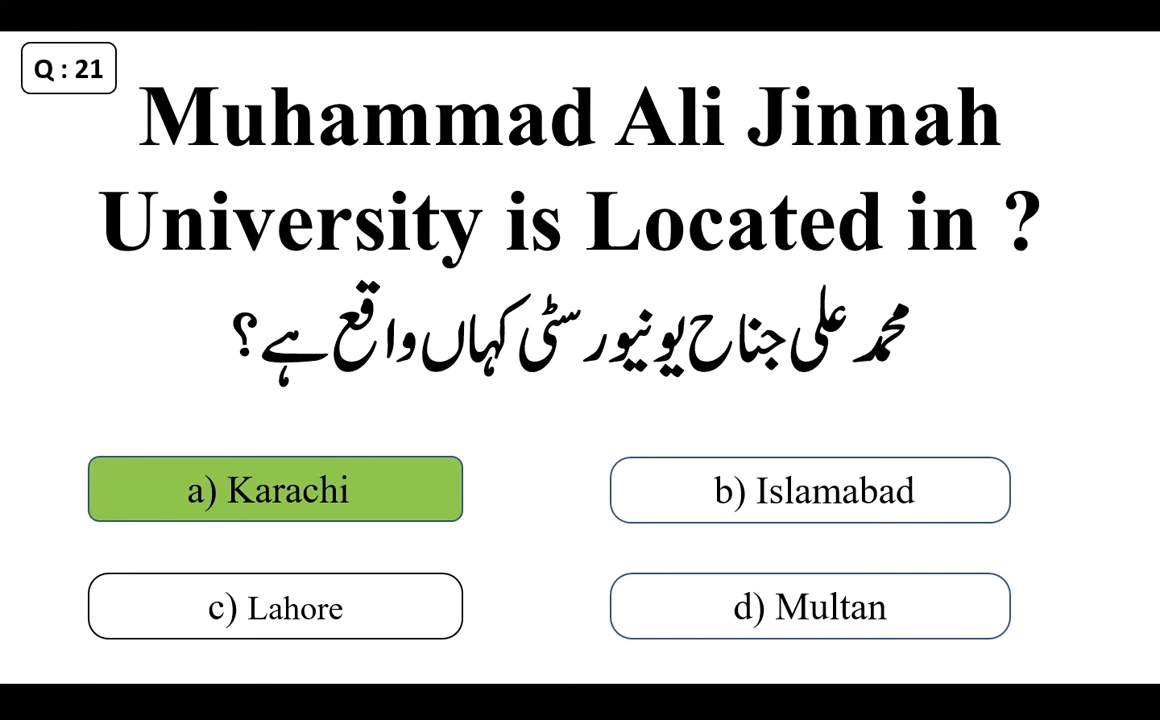 Q : 21
Muhammad Ali Jinnah
University is Located in ?
محمد علی جناح یونیورسٹی کہاں واقع ہے؟
a) Karachi
b) Islamabad
c) Lahore
d) Multan